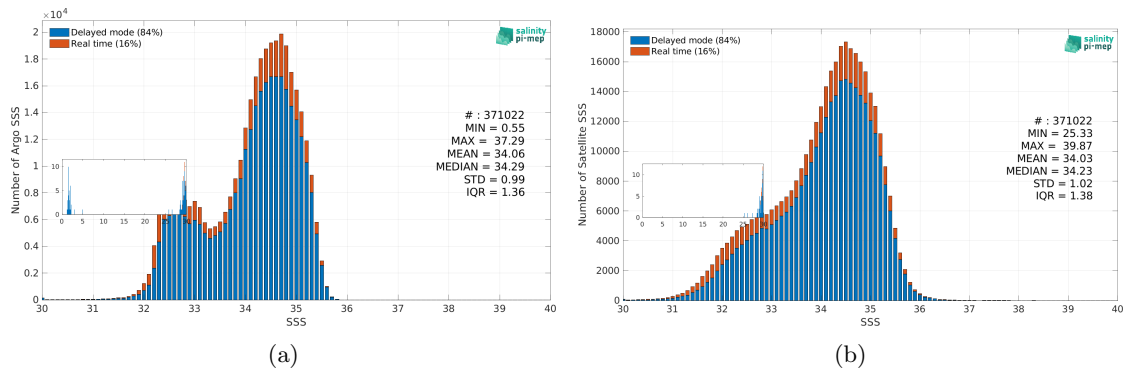 ×10⁴
Delayed mode (84%)
Real time (16%)
salinity
pi-mep
# : 371022
MIN = 0.55
MAX = 37.29
MEAN = 34.06
MEDIAN = 34.29
STD = 0.99
IQR = 1.36
Number of Argo SSS
2
1.8
1.6
1.4
1.2
1
0.8
0.6
0.4
0.2
0
10
5
0
0 5 10 15 20 25 30
30 31 32 33 34 35 36 37 38 39 40
SSS
(a)
Delayed mode (84%)
Real time (16%)
salinity
pi-mep
# : 371022
MIN = 25.33
MAX = 39.87
MEAN = 34.03
MEDIAN = 34.23
STD = 1.02
IQR = 1.38
Number of Satellite SSS
18000
16000
14000
12000
10000
8000
6000
4000
2000
0
10
5
0
0 5 10 15 20 25 30
30 31 32 33 34 35 36 37 38 39 40
SSS
(b)